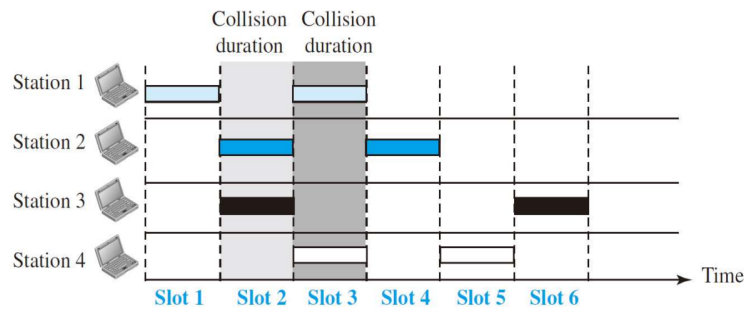 Collision Collision
duration duration
Station 1
Station 2
Station 3
Station 4
Time
Slot 1 Slot 2 Slot 3 Slot 4 Slot 5 Slot 6